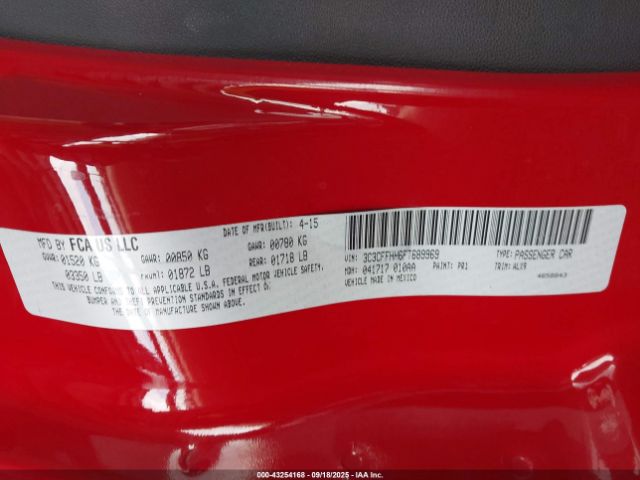 MFD BY FCA US LLC DATE OF MFR(BUILT): 4-15
GVWR: 01520 KG GAWR: 00850 KG GAWR: 00780 KG
03350 LB FRONT: 01872 LB REAR: 01718 LB
THIS VEHICLE CONFORMS TO ALL APPLICABLE U.S.A. FEDERAL MOTOR VEHICLE SAFETY,
BUMPER AND THEFT PREVENTION STANDARDS IN EFFECT ON
THE DATE OF MANUFACTURE SHOWN ABOVE.
VIN: 3C3CFFHH6FT689969 TYPE: PASSENGER CAR
MDH: 041717 010AA PAINT: PR1 TRIM: ALX9
VEHICLE MADE IN MEXICO 4658843
000-43254168 09/18/2025 IAA INC.